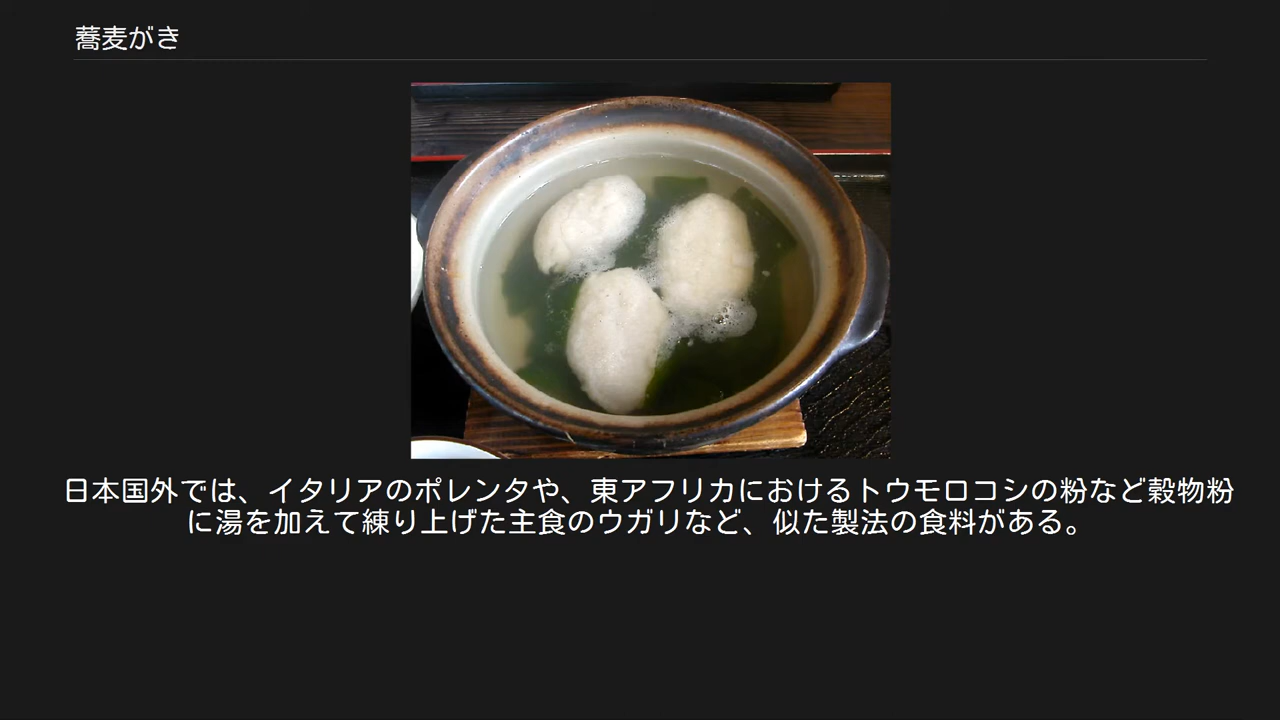 蕎麦がき
日本国外では、イタリアのポレンタや、東アフリカにおけるトウモロコシの粉など穀物粉
に湯を加えて練り上げた主食のウガリなど、似た製法の食料がある。